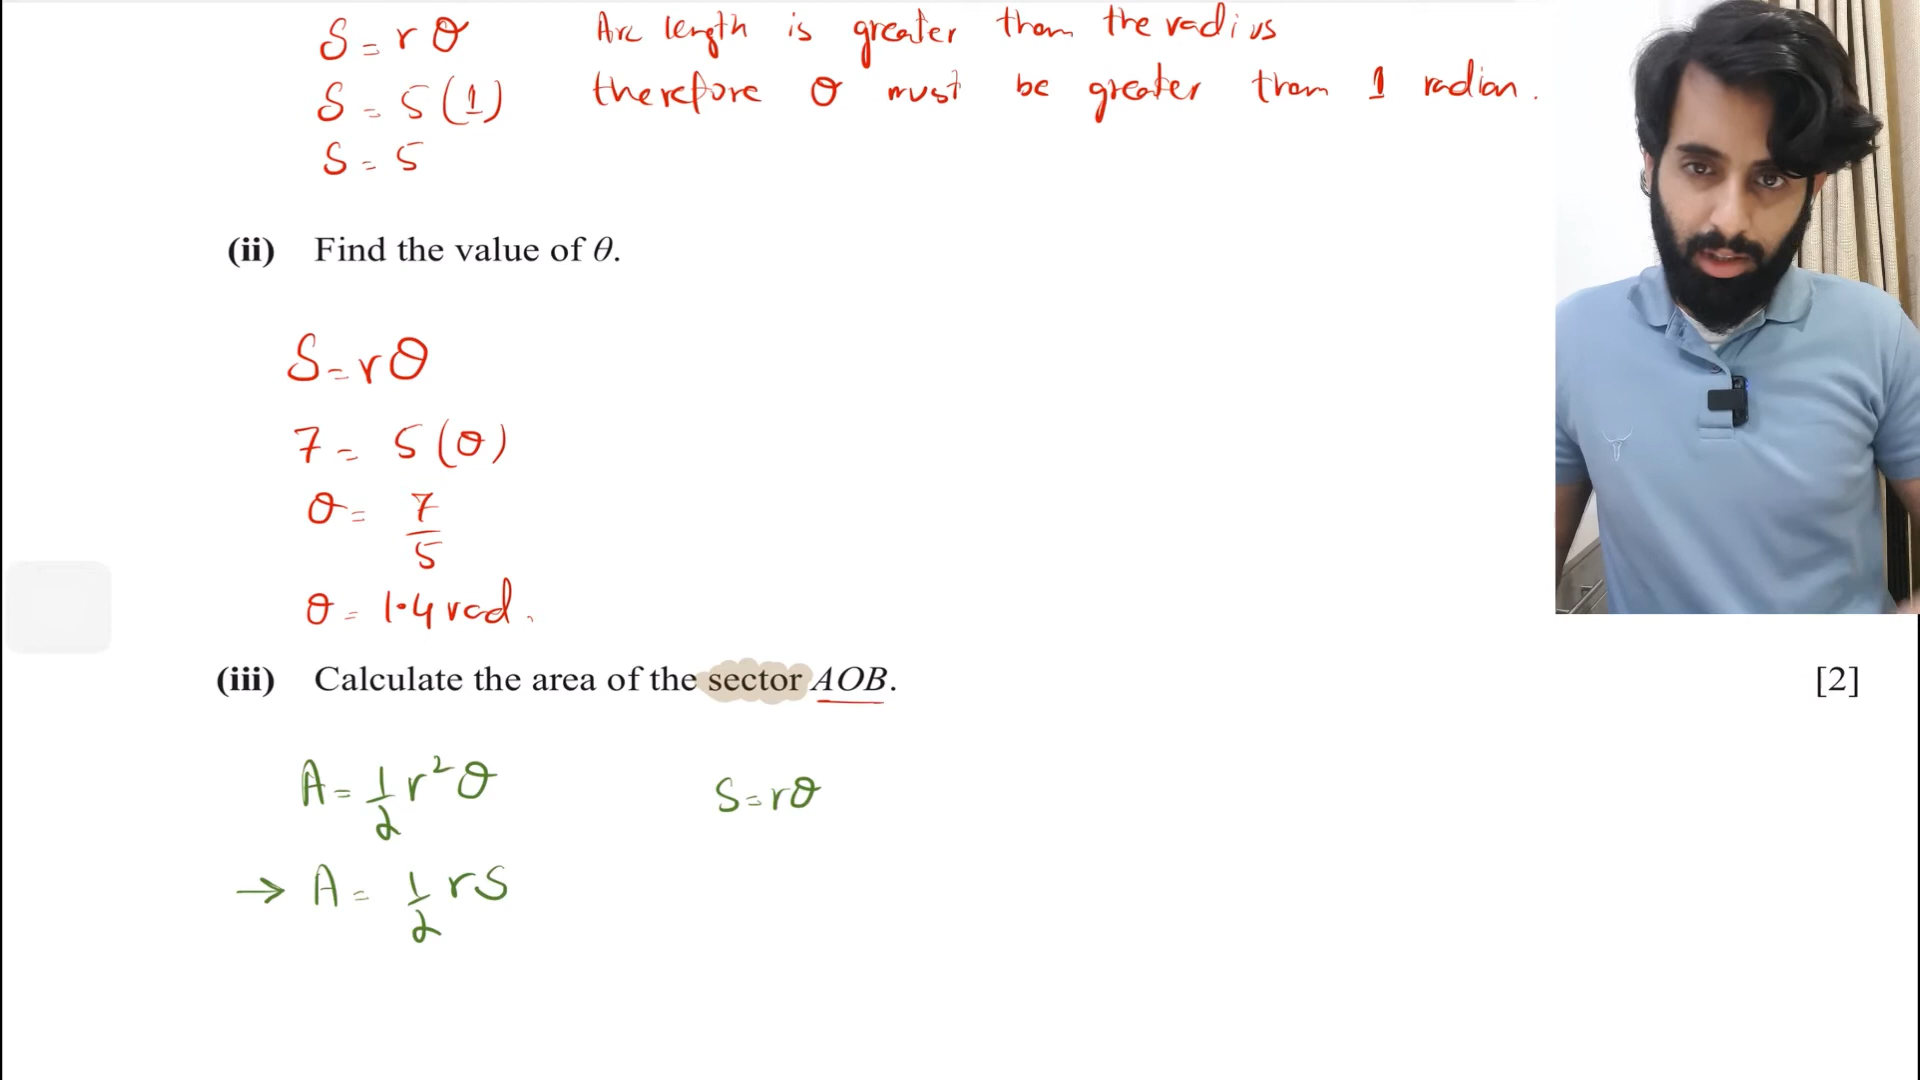 S = rθ Arc length is greater than the radius
S = 5(1) therefore θ must be greater than 1 radian.
S = 5
(ii) Find the value of θ.
S = rθ
7 = 5(θ)
θ = 7/5
θ = 1.4 rad.
(iii) Calculate the area of the sector AOB. [2]
A = 1/2 r²θ S = rθ
→ A = 1/2 rS